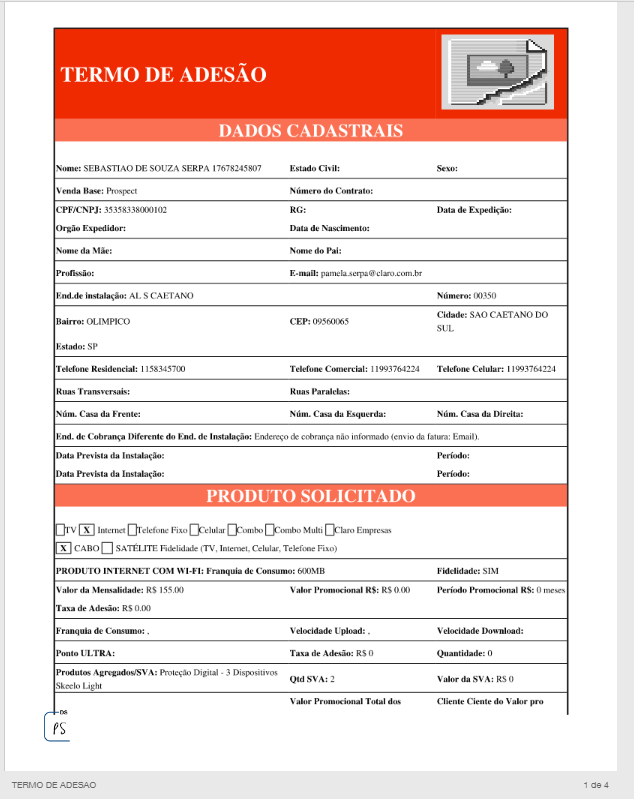 TERMO DE ADESÃO
DADOS CADASTRAIS
Nome: SEBASTIAO DE SOUZA SERPA 17678245807 Estado Civil: Sexo:
Venda Base: Prospect Número do Contrato:
CPF/CNPJ: 35358338000102 RG: Data de Expedição:
Orgão Expedidor: Data de Nascimento:
Nome da Mãe: Nome do Pai:
Profissão: E-mail: pamela.serpa@claro.com.br
End.de instalação: AL S CAETANO Número: 00350
Bairro: OLIMPICO CEP: 09560065 Cidade: SAO CAETANO DO
SUL
Estado: SP
Telefone Residencial: 1158345700 Telefone Comercial: 11993764224 Telefone Celular: 11993764224
Ruas Transversais: Ruas Paralelas:
Núm. Casa da Frente: Núm. Casa da Esquerda: Núm. Casa da Direita:
End. de Cobrança Diferente do End. de Instalação: Endereço de cobrança não informado (envio da fatura: Email).
Data Prevista da Instalação: Período:
Data Prevista da Instalação: Período:
PRODUTO SOLICITADO
TV X Internet Telefone Fixo Celular Combo Combo Multi Claro Empresas
X CABO SATÉLITE Fidelidade (TV, Internet, Celular, Telefone Fixo)
PRODUTO INTERNET COM WI-FI: Franquia de Consumo: 600MB Fidelidade: SIM
Valor da Mensalidade: R$ 155.00 Valor Promocional R$: R$ 0.00 Período Promocional R$: 0 meses
Taxa de Adesão: R$ 0.00
Franquia de Consumo: . Velocidade Upload: . Velocidade Download:
Ponto ULTRA: Taxa de Adesão: R$ 0 Quantidade: 0
Produtos Agregados/SVA: Proteção Digital - 3 Dispositivos
Skeelo Light Qtd SVA: 2 Valor da SVA: R$ 0
Valor Promocional Total dos Cliente Ciente do Valor pro
DS
PS
TERMO DE ADESAO 1 de 4